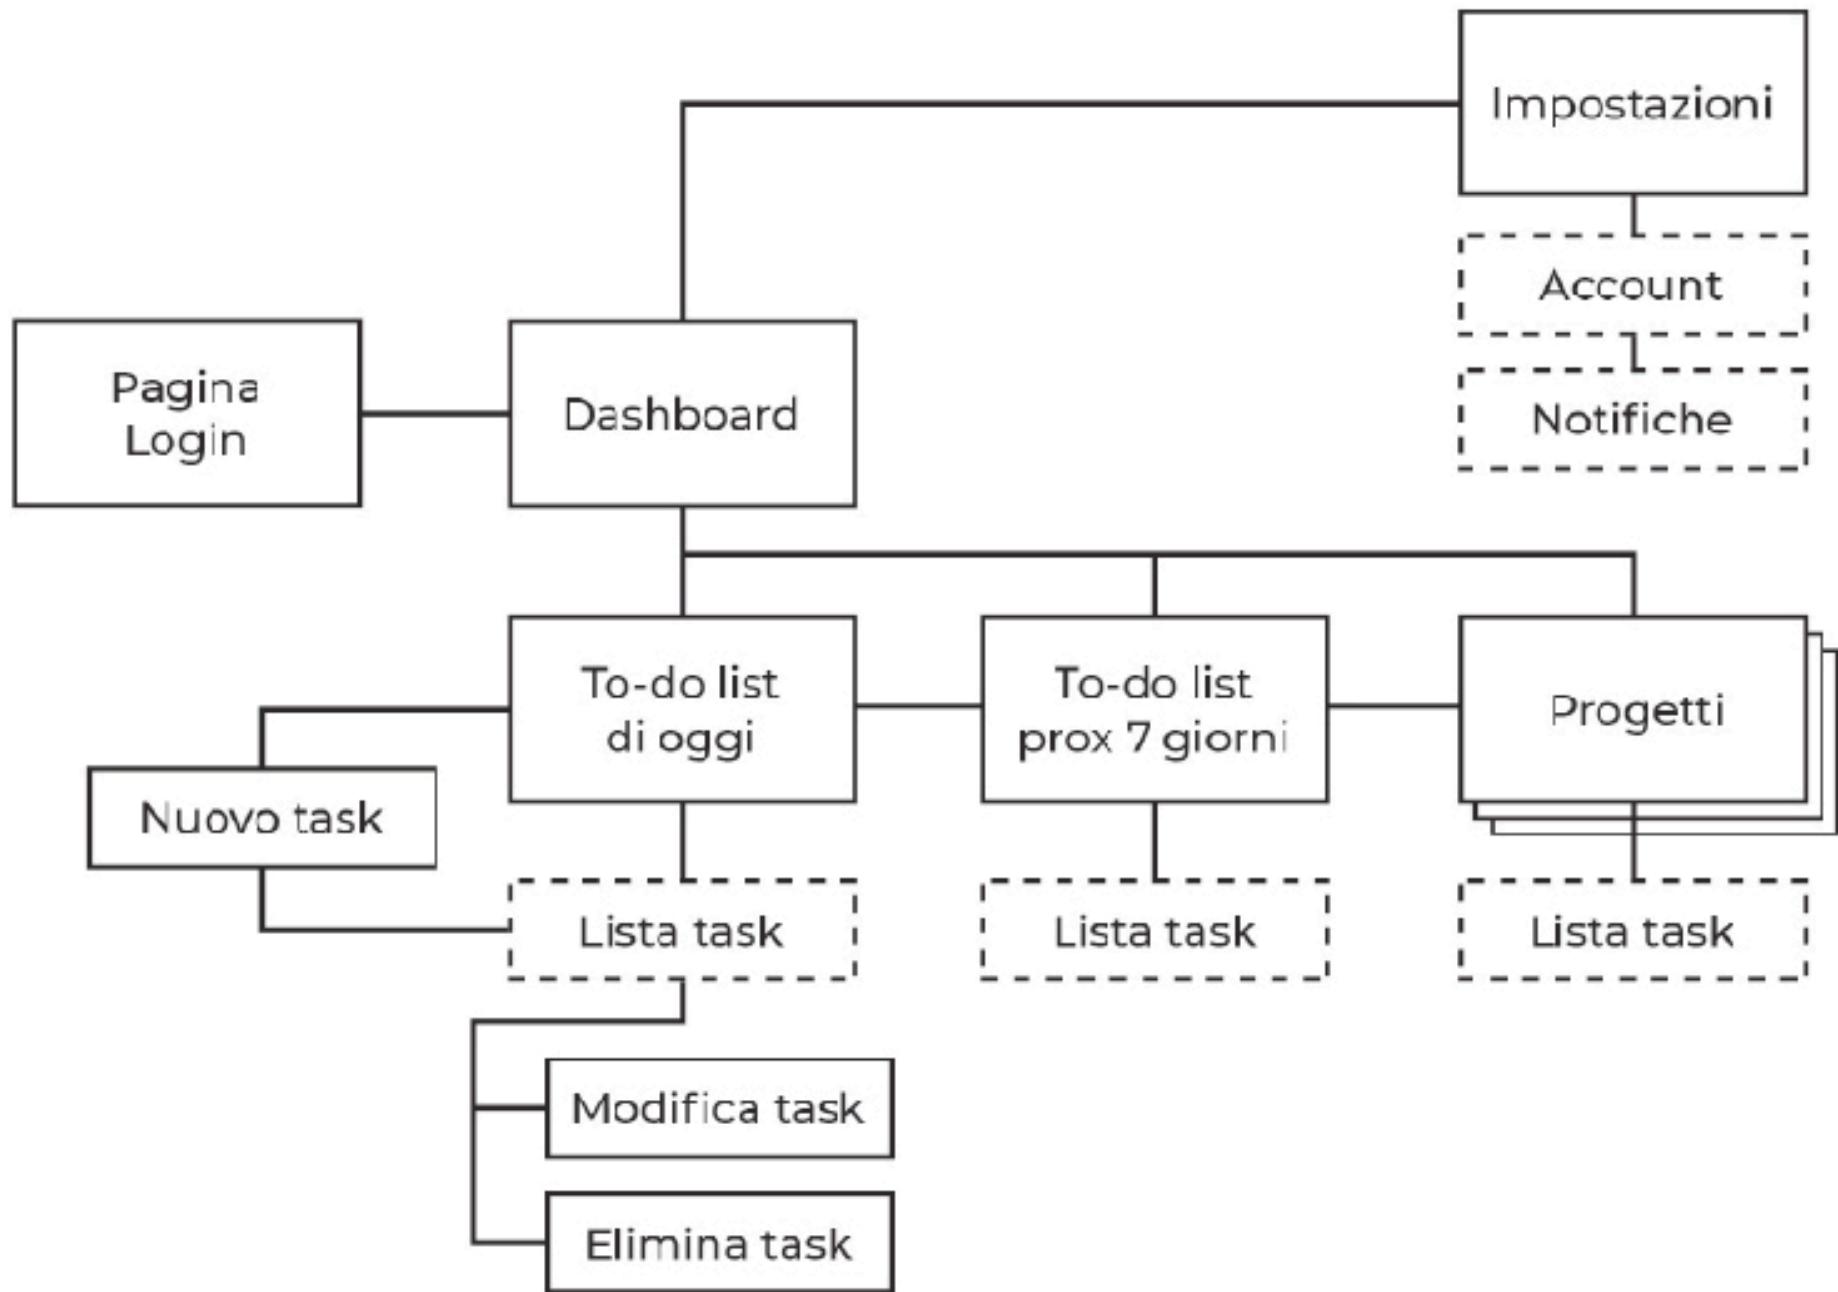 Impostazioni
Account
Notifiche
Pagina
Login
Dashboard
To-do list
di oggi
To-do list
prox 7 giorni
Progetti
Nuovo task
Lista task
Lista task
Lista task
Modifica task
Elimina task